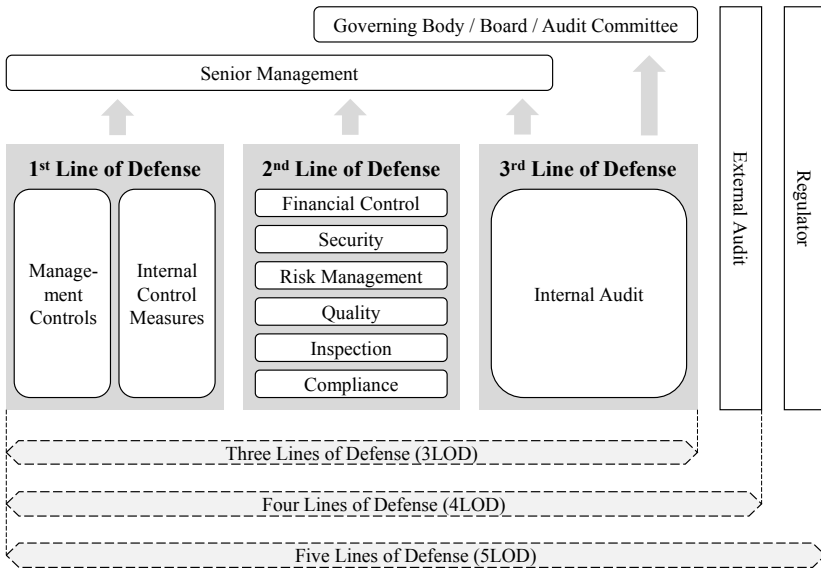 Governing Body / Board / Audit Committee
Senior Management
1st Line of Defense
Manage-
ment
Controls
Internal
Control
Measures
2nd Line of Defense
Financial Control
Security
Risk Management
Quality
Inspection
Compliance
3rd Line of Defense
Internal Audit
External Audit
Regulator
Three Lines of Defense (3LOD)
Four Lines of Defense (4LOD)
Five Lines of Defense (5LOD)